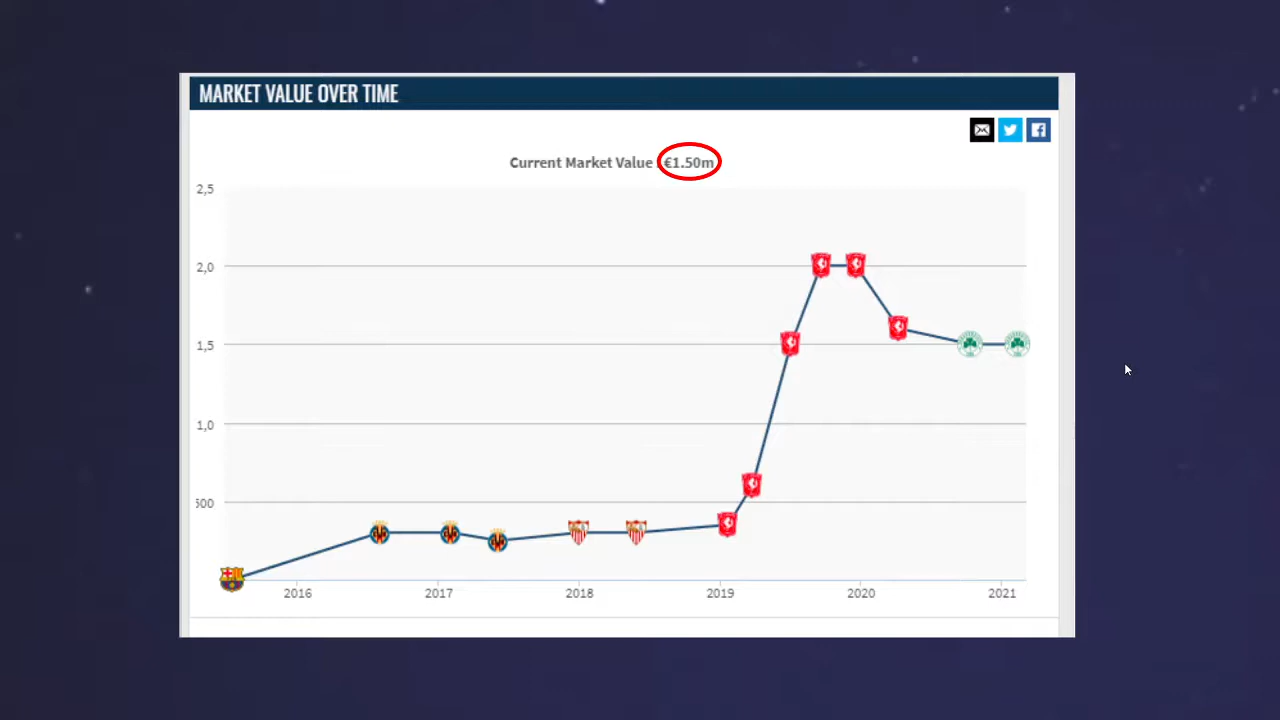 MARKET VALUE OVER TIME
Current Market Value €1.50m
2,5
2,0
1,5
1,0
500
2016 2017 2018 2019 2020 2021